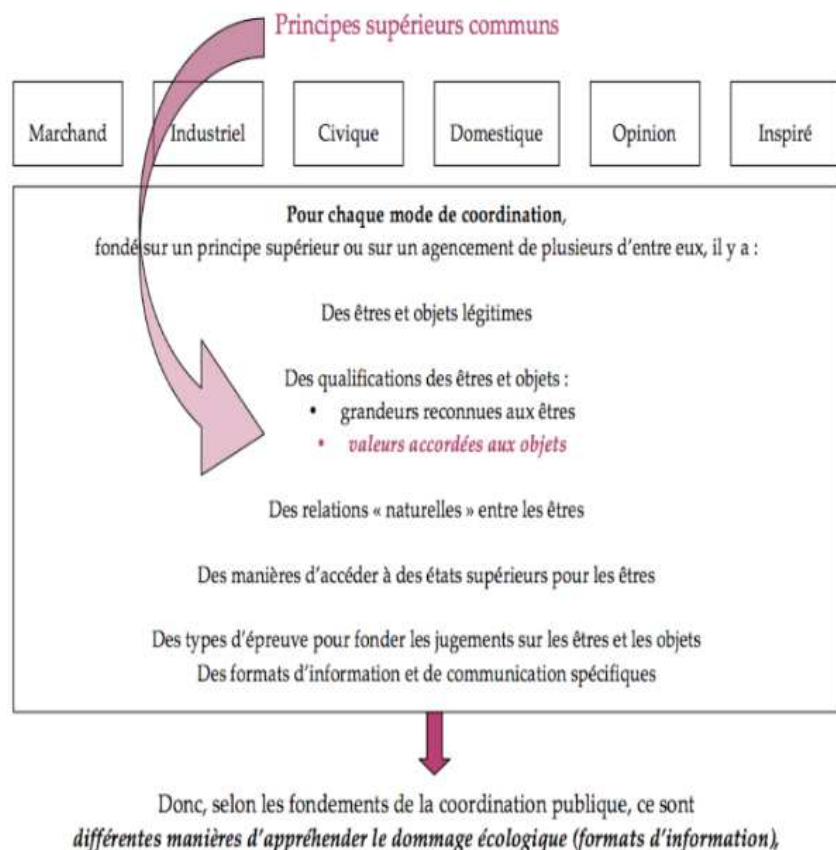 Principes supérieurs communs
Marchand
Industriel
Civique
Domestique
Opinion
Inspiré
Pour chaque mode de coordination,
fondé sur un principe supérieur ou sur un agencement de plusieurs d'entre eux, il y a :
Des êtres et objets légitimes
Des qualifications des êtres et objets :
• grandeurs reconnues aux êtres
• valeurs accordées aux objets
Des relations « naturelles » entre les êtres
Des manières d'accéder à des états supérieurs pour les êtres
Des types d'épreuve pour fonder les jugements sur les êtres et les objets
Des formats d'information et de communication spécifiques
Donc, selon les fondements de la coordination publique, ce sont
différentes manières d'appréhender le dommage écologique (formats d'information),